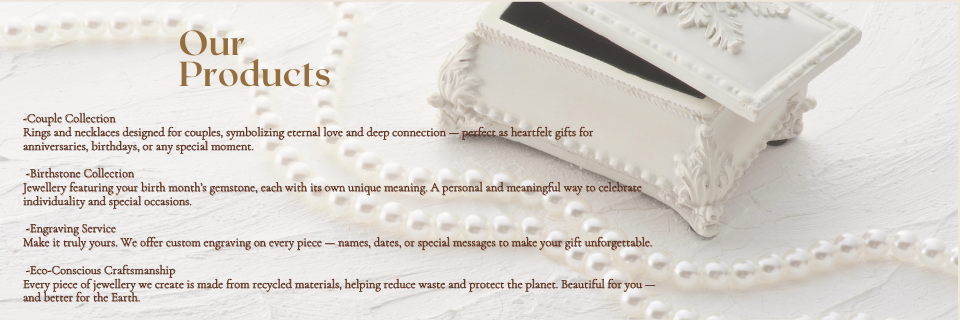 Our
Products
-Couple Collection
Rings and necklaces designed for couples, symbolizing eternal love and deep connection — perfect as heartfelt gifts for
anniversaries, birthdays, or any special moment.
-Birthstone Collection
Jewellery featuring your birth month's gemstone, each with its own unique meaning. A personal and meaningful way to celebrate
individuality and special occasions.
-Engraving Service
Make it truly yours. We offer custom engraving on every piece — names, dates, or special messages to make your gift unforgettable.
-Eco-Conscious Craftsmanship
Every piece of jewellery we create is made from recycled materials, helping reduce waste and protect the planet. Beautiful for you —
and better for the Earth.